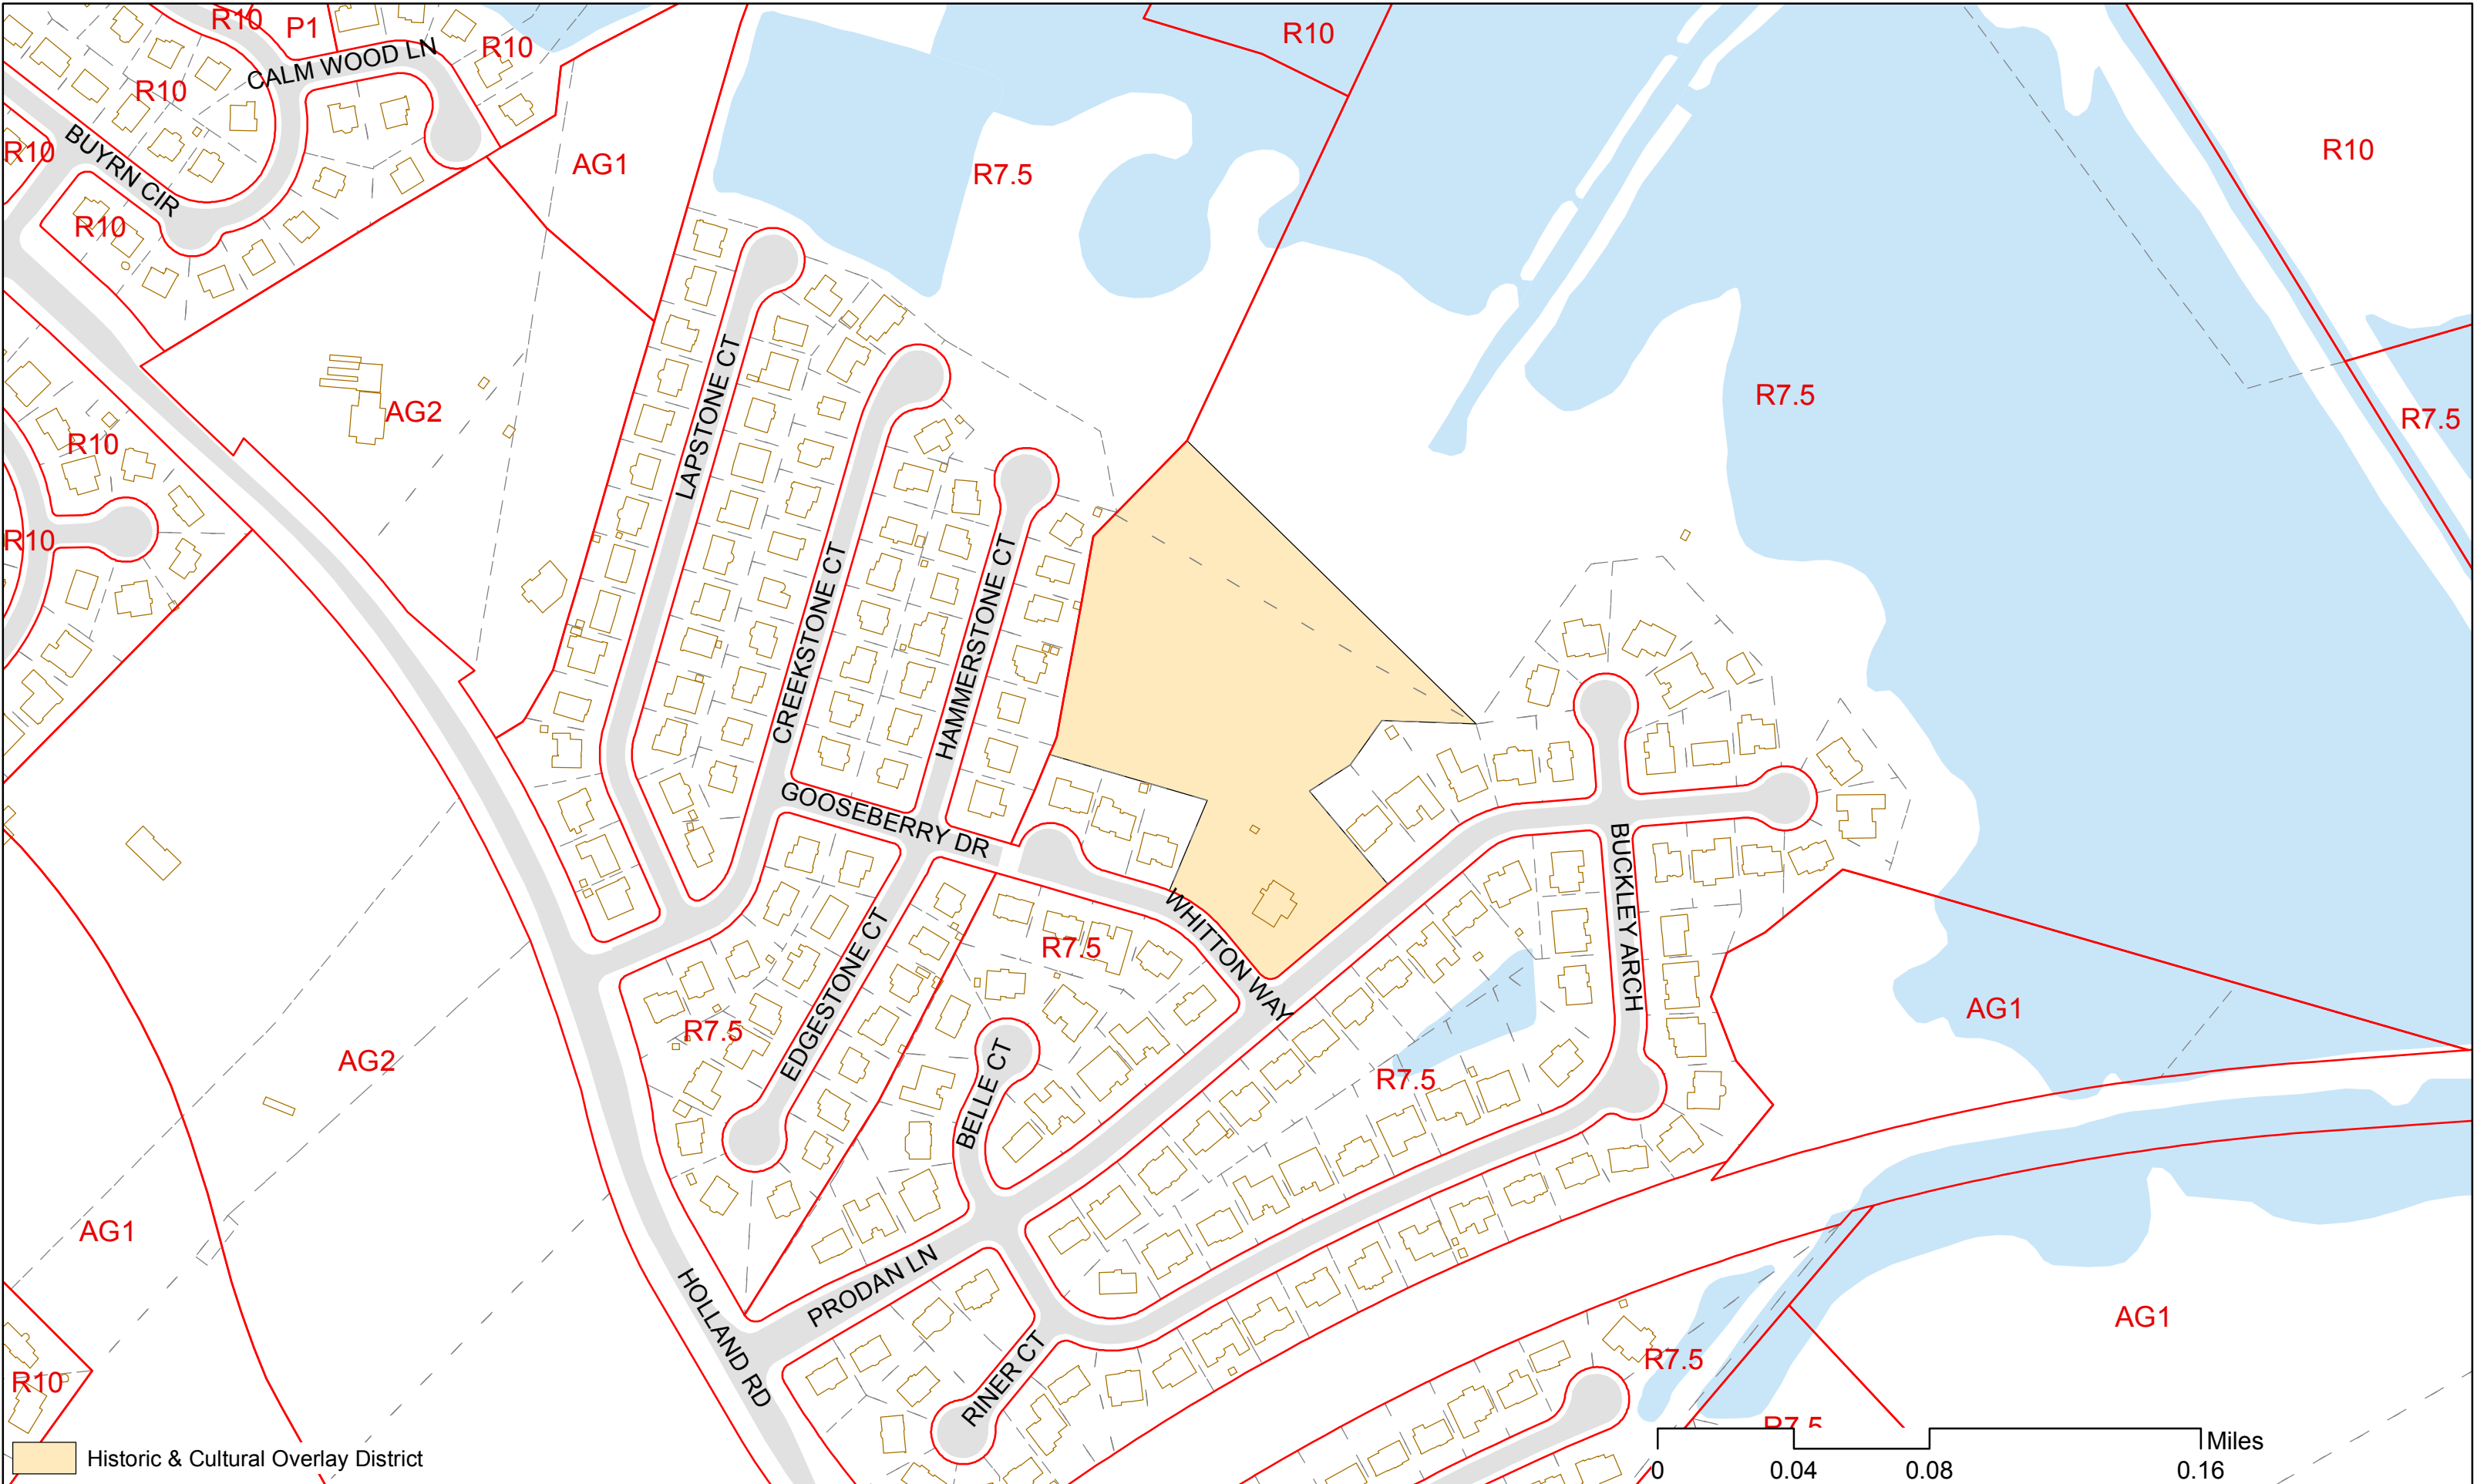 R10
P1
R10
R10
CALM WOOD LN
R10
R10
R10
BUYRN CIR
AG1
R7.5
R10
R10
AG2
LAPSTONE CT
R7.5
R7.5
R10
R10
CREEKSTONE CT
HAMMERSTONE CT
GOOSEBERRY DR
WHITTON WAY
BUCKLEY ARCH
EDGESTONE CT
R7.5
R7.5
BELLE CT
R7.5
AG1
AG2
AG1
HOLLAND RD
PRODAN LN
RINER CT
AG1
R7.5
R10
R7.5
Historic & Cultural Overlay District
Miles
0
0.04
0.08
0.16